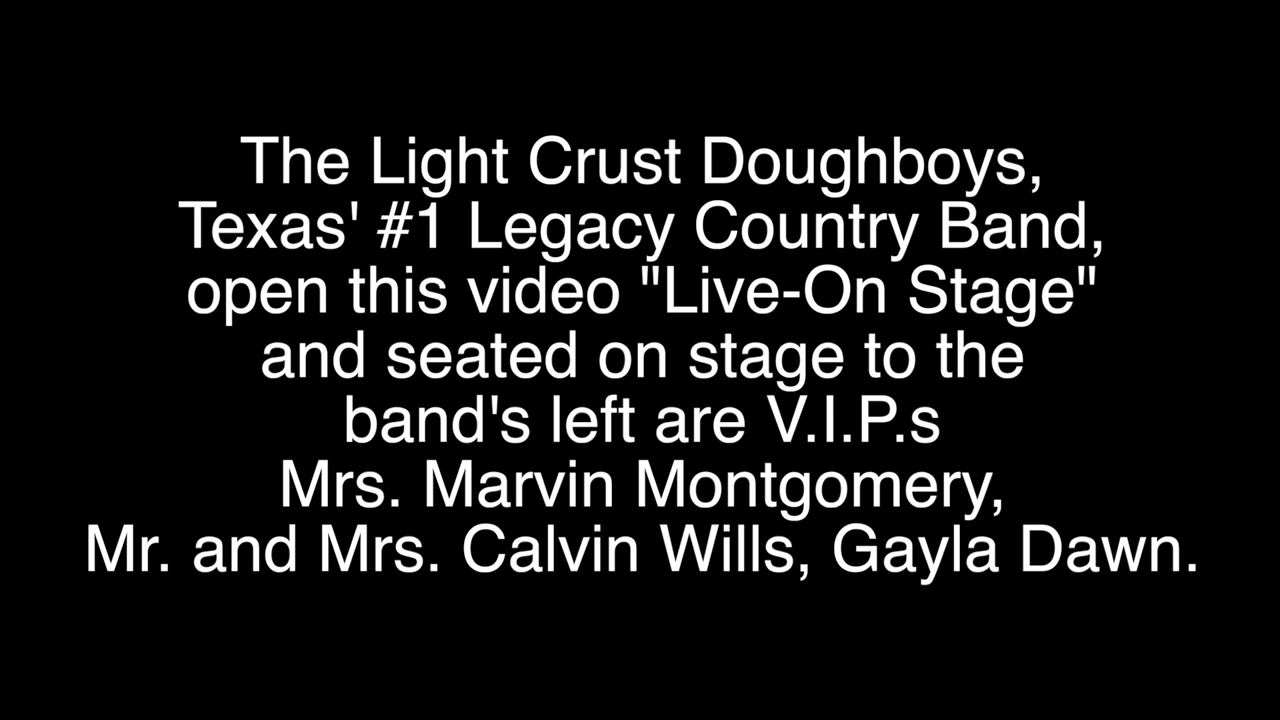 The Light Crust Doughboys,
Texas' #1 Legacy Country Band,
open this video "Live-On Stage"
and seated on stage to the
band's left are V.I.P.s
Mrs. Marvin Montgomery,
Mr. and Mrs. Calvin Wills, Gayla Dawn.